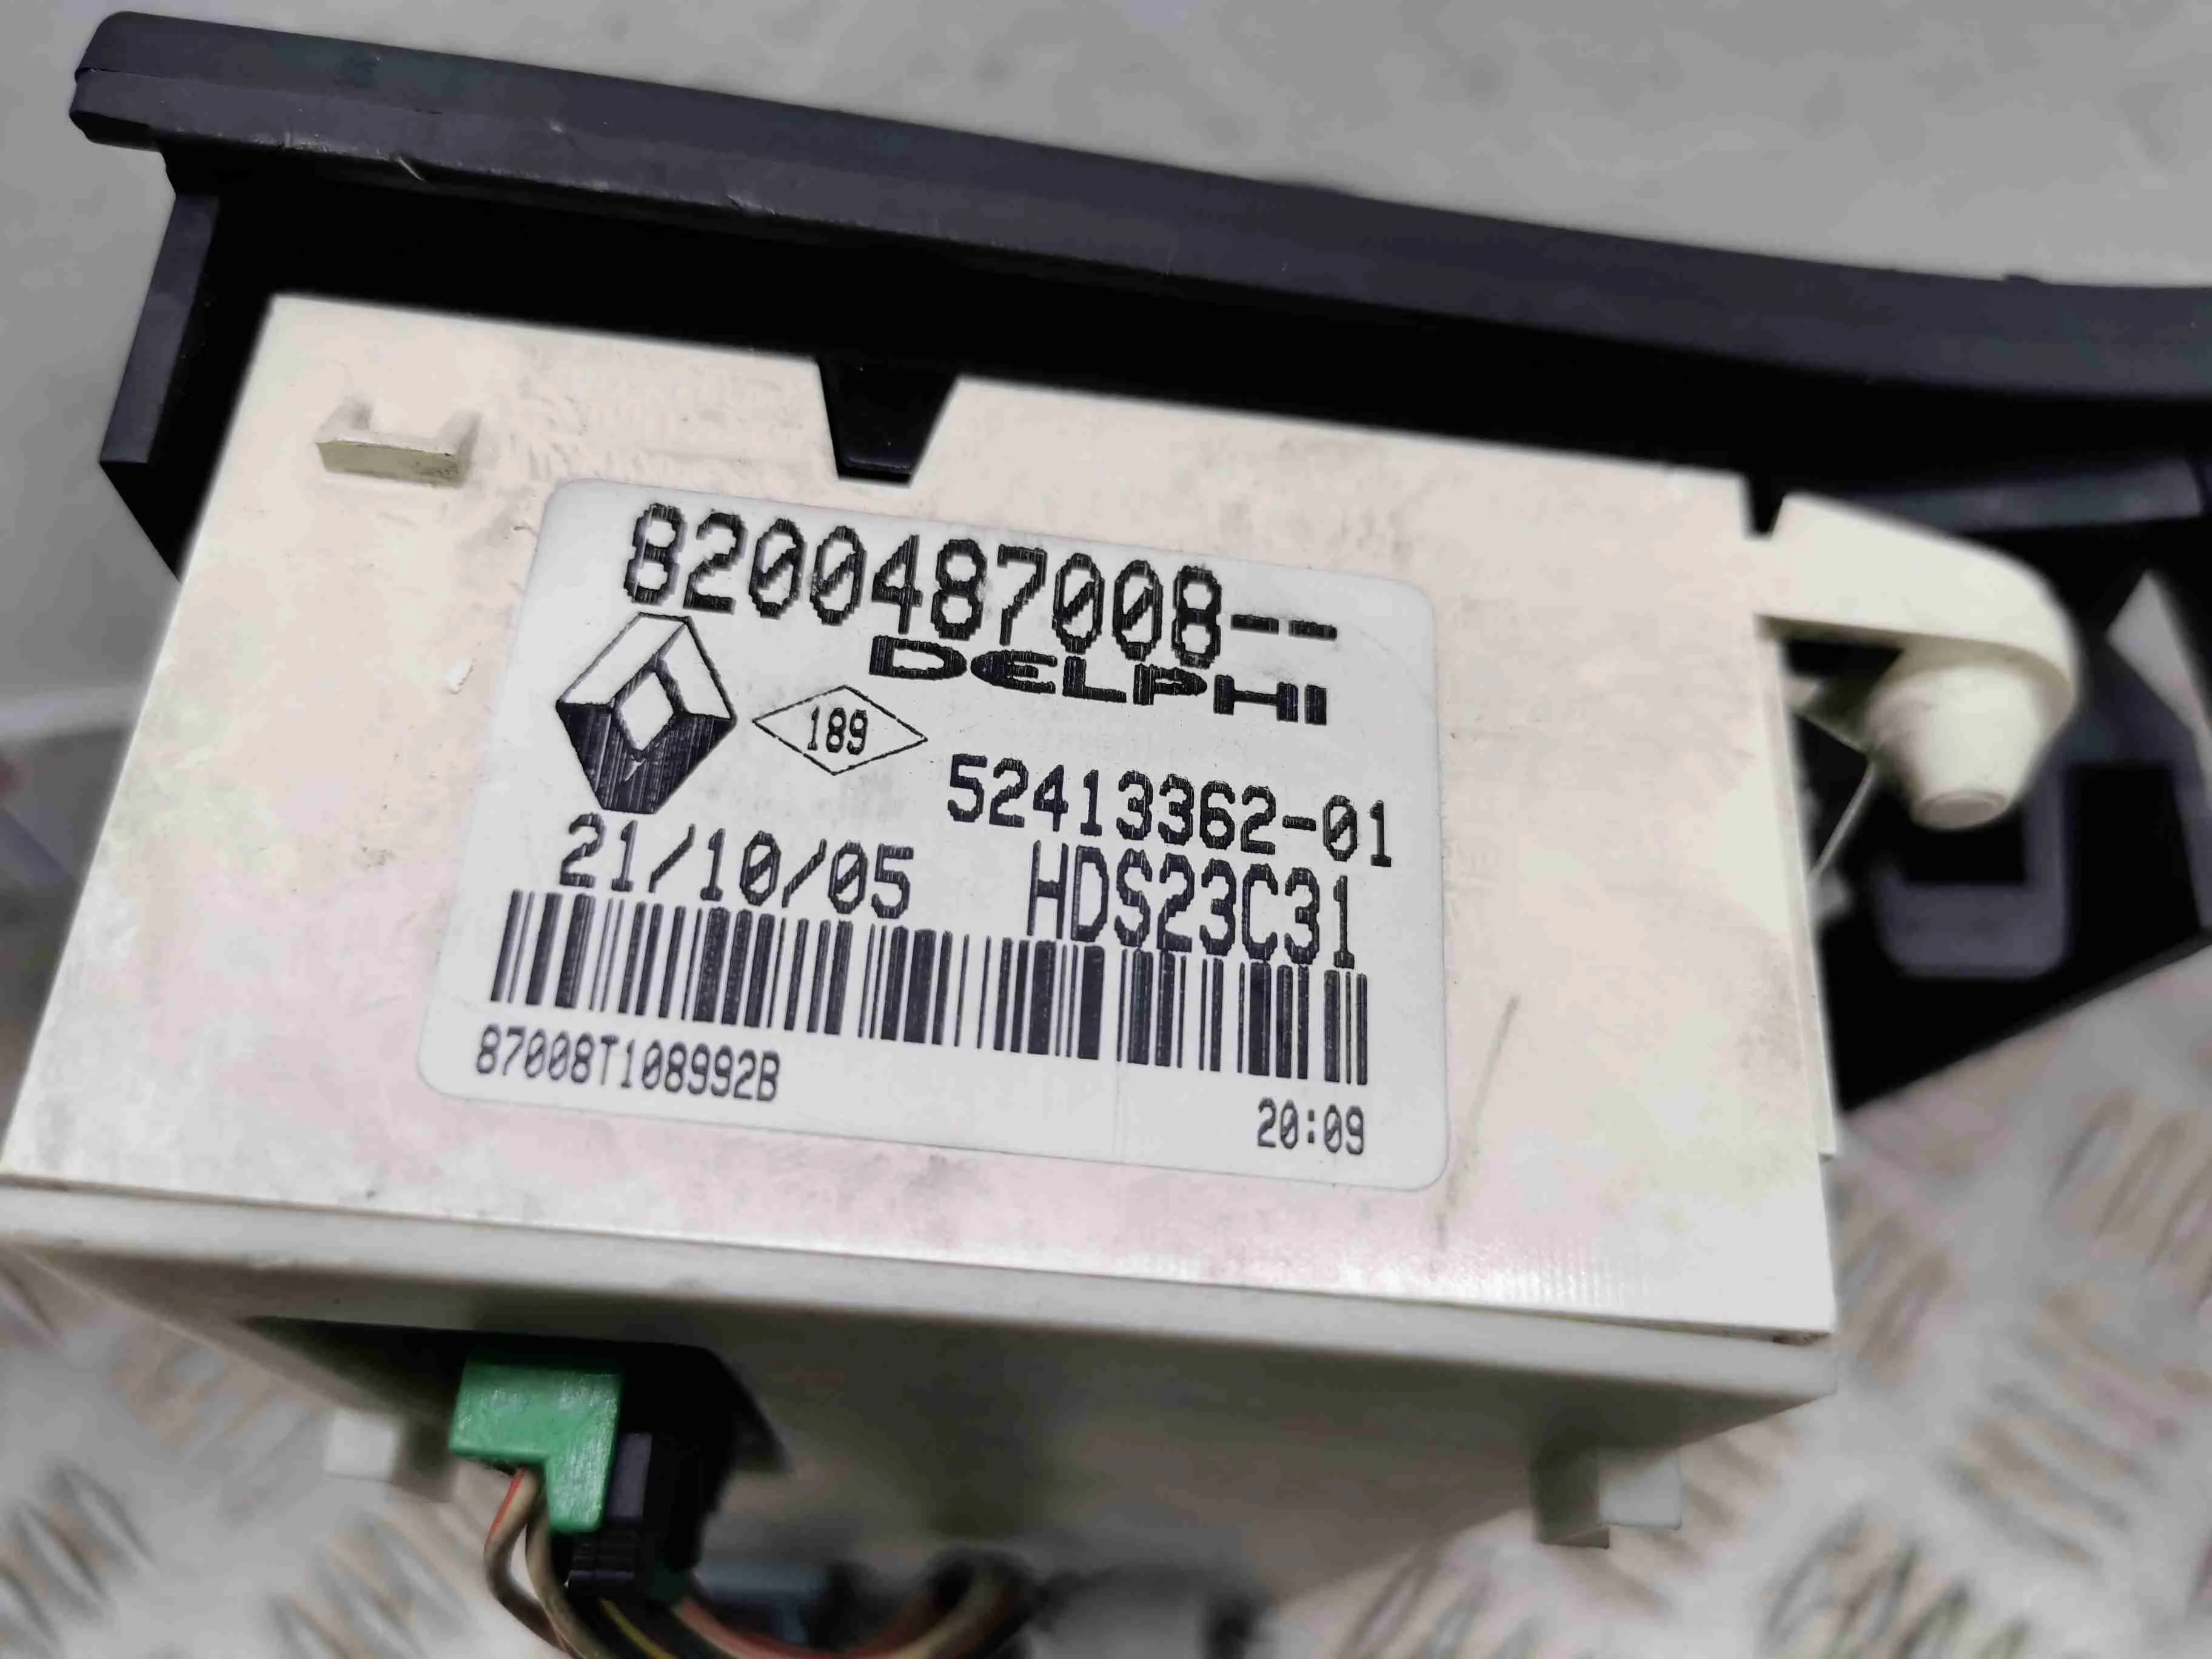 8200487008--
DELPHI
189
52413362-01
21/10/05 HDS23C31
87008T108992B
20:09